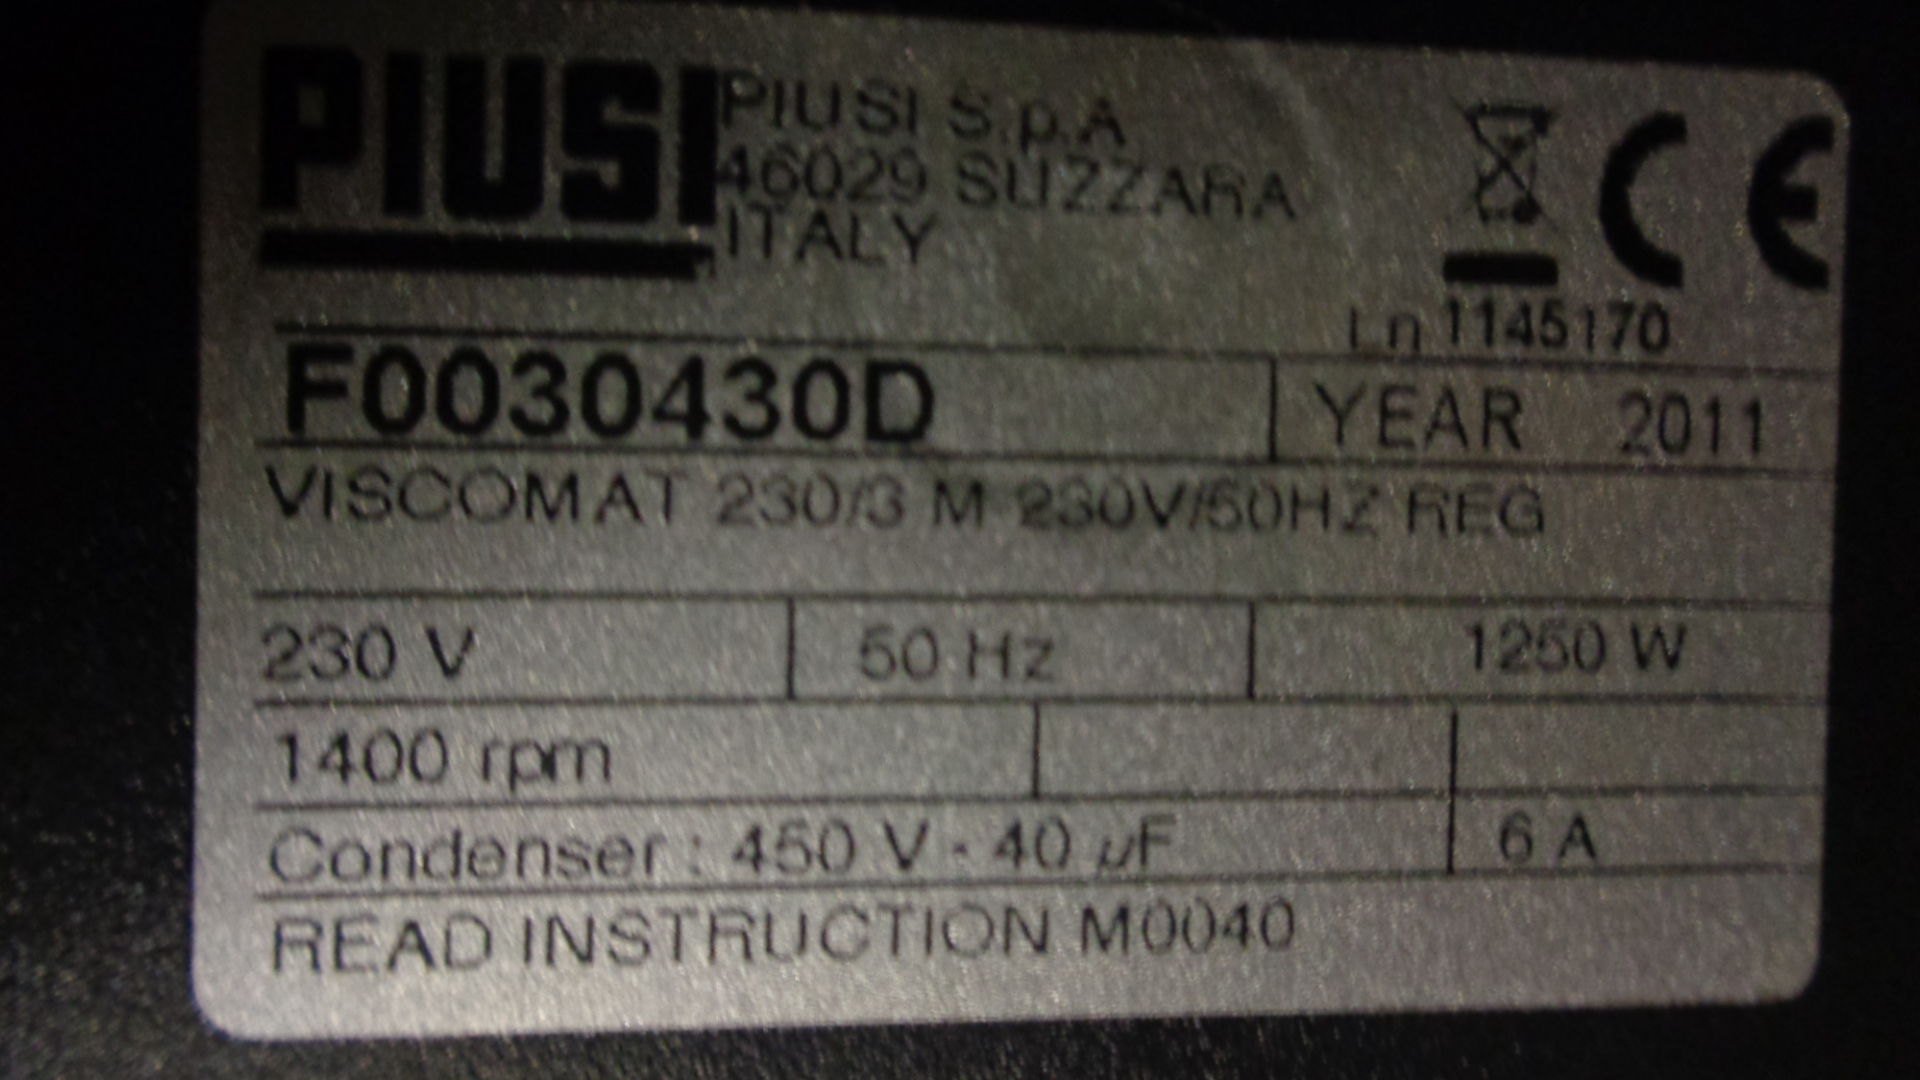 PIUSI
PIUSI S.p.A
46029 SUZZARA
ITALY
CE
Ln 1145170
F0030430D YEAR 2011
VISCOMAT 230/3 M 230V/50HZ REG
230 V 50 Hz 1250 W
1400 rpm
Condenser : 450 V - 40 µF 6 A
READ INSTRUCTION M0040